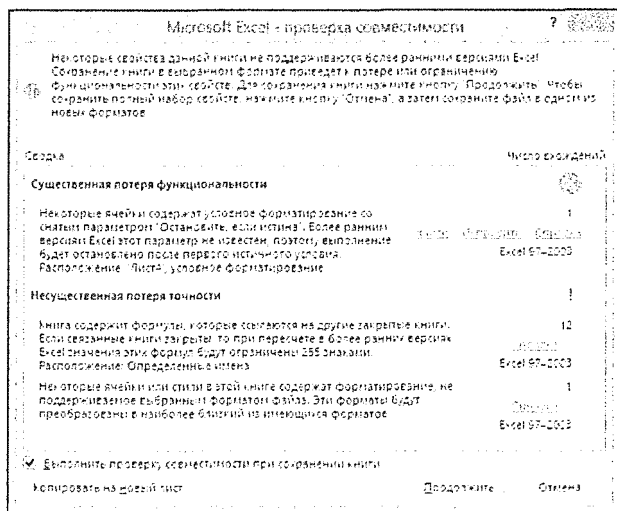 Microsoft Excel - проверка совместимости ?
Некоторые свойства данной книги не поддерживаются более ранними версиями Excel.
Сохранение книги в выбранном формате приведет к потере или ограничению
функциональности этих свойств. Для сохранения книги нажмите кнопку "Продолжить". Чтобы
сохранить полный набор свойств, нажмите кнопку "Отмена", а затем сохраните файл в одном из
новых форматов.
Сводка Число вхождений
Существенная потеря функциональности
Некоторые ячейки содержат условное форматирование со 1
снятым параметром "Остановить, если истина". Более ранним
версиям Excel этот параметр не известен, поэтому выполнение Найти Исправить Справка
будет остановлено после первого истинного условия. Excel 97–2003
Расположение: "Лист4", условное форматирование
Несущественная потеря точности !
Книга содержит формулы, которые ссылаются на другие закрытые книги. 12
Если связанные книги закрыты, то при пересчете в более ранних версиях
Excel значения этих формул будут ограничены 255 знаками. Справка
Расположение: Определенные имена Excel 97–2003
Некоторые ячейки или стили в этой книге содержат форматирование, не 1
поддерживаемое выбранным форматом файла. Эти форматы будут Справка
преобразованы в наиболее близкий из имеющихся форматов. Excel 97–2003
Выполнить проверку совместимости при сохранении книги
Копировать на новый лист Продолжить Отмена